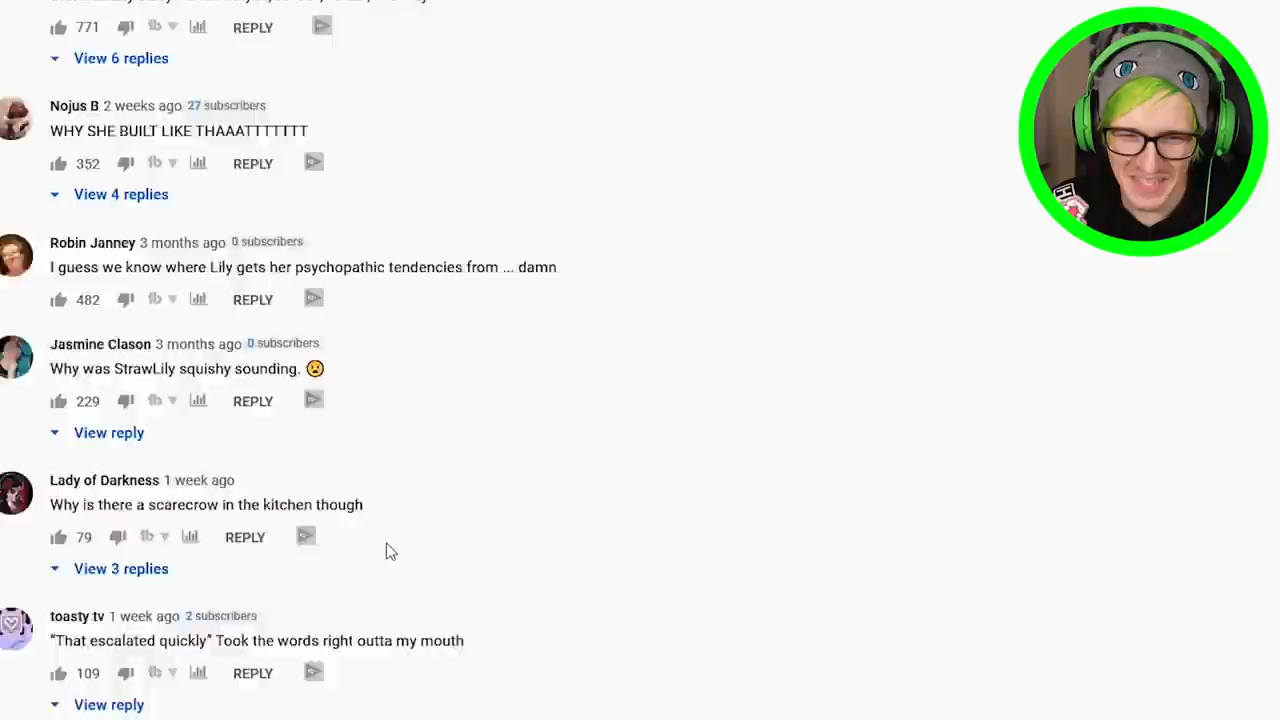 771 REPLY
View 6 replies
Nojus B 2 weeks ago 27 subscribers
WHY SHE BUILT LIKE THAAATTTTTTT
352 REPLY
View 4 replies
Robin Janney 3 months ago 0 subscribers
I guess we know where Lily gets her psychopathic tendencies from ... damn
482 REPLY
Jasmine Clason 3 months ago 0 subscribers
Why was StrawLily squishy sounding. 😧
229 REPLY
View reply
Lady of Darkness 1 week ago
Why is there a scarecrow in the kitchen though
79 REPLY
View 3 replies
toasty tv 1 week ago 2 subscribers
“That escalated quickly” Took the words right outta my mouth
109 REPLY
View reply